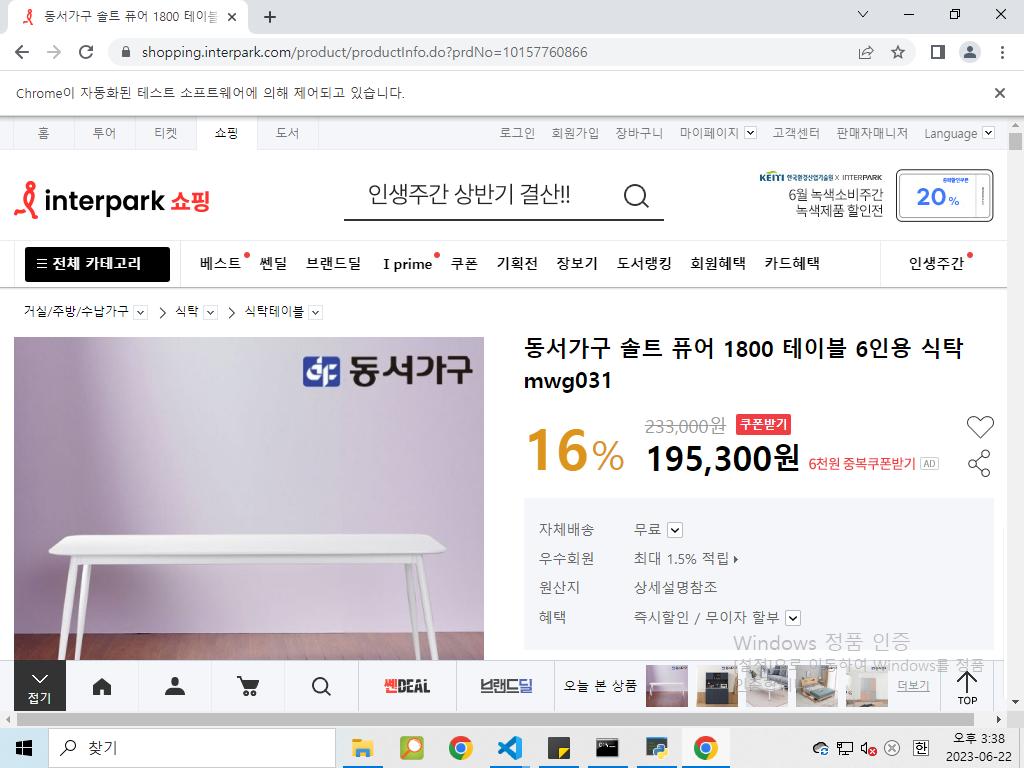 동서가구 솔트 퓨어 1800 테이블
shopping.interpark.com/product/productInfo.do?prdNo=10157760866
Chrome이 자동화된 테스트 소프트웨어에 의해 제어되고 있습니다.
홈 투어 티켓 쇼핑 도서 로그인 회원가입 장바구니 마이페이지 고객센터 판매자매니저 Language
interpark 쇼핑
인생주간 상반기 결산!!
KEITI 한국환경산업기술원 X INTERPARK
6월 녹색소비주간
녹색제품 할인전
중복할인쿠폰
20%
전체 카테고리 베스트 쎈딜 브랜드딜 I prime 쿠폰 기획전 장보기 도서랭킹 회원혜택 카드혜택 인생주간
거실/주방/수납가구 식탁 식탁테이블
동서가구
동서가구 솔트 퓨어 1800 테이블 6인용 식탁
mwg031
16%
233,000원 쿠폰받기
195,300원 6천원 중복쿠폰받기 AD
자체배송 무료
우수회원 최대 1.5% 적립
원산지 상세설명참조
혜택 즉시할인 / 무이자 할부
Windows 정품 인증
[설정]으로 이동하여 Windows를 정품
접기 쎈DEAL 브랜드딜 오늘 본 상품 더보기 TOP
찾기
한
오후 3:38
2023-06-22